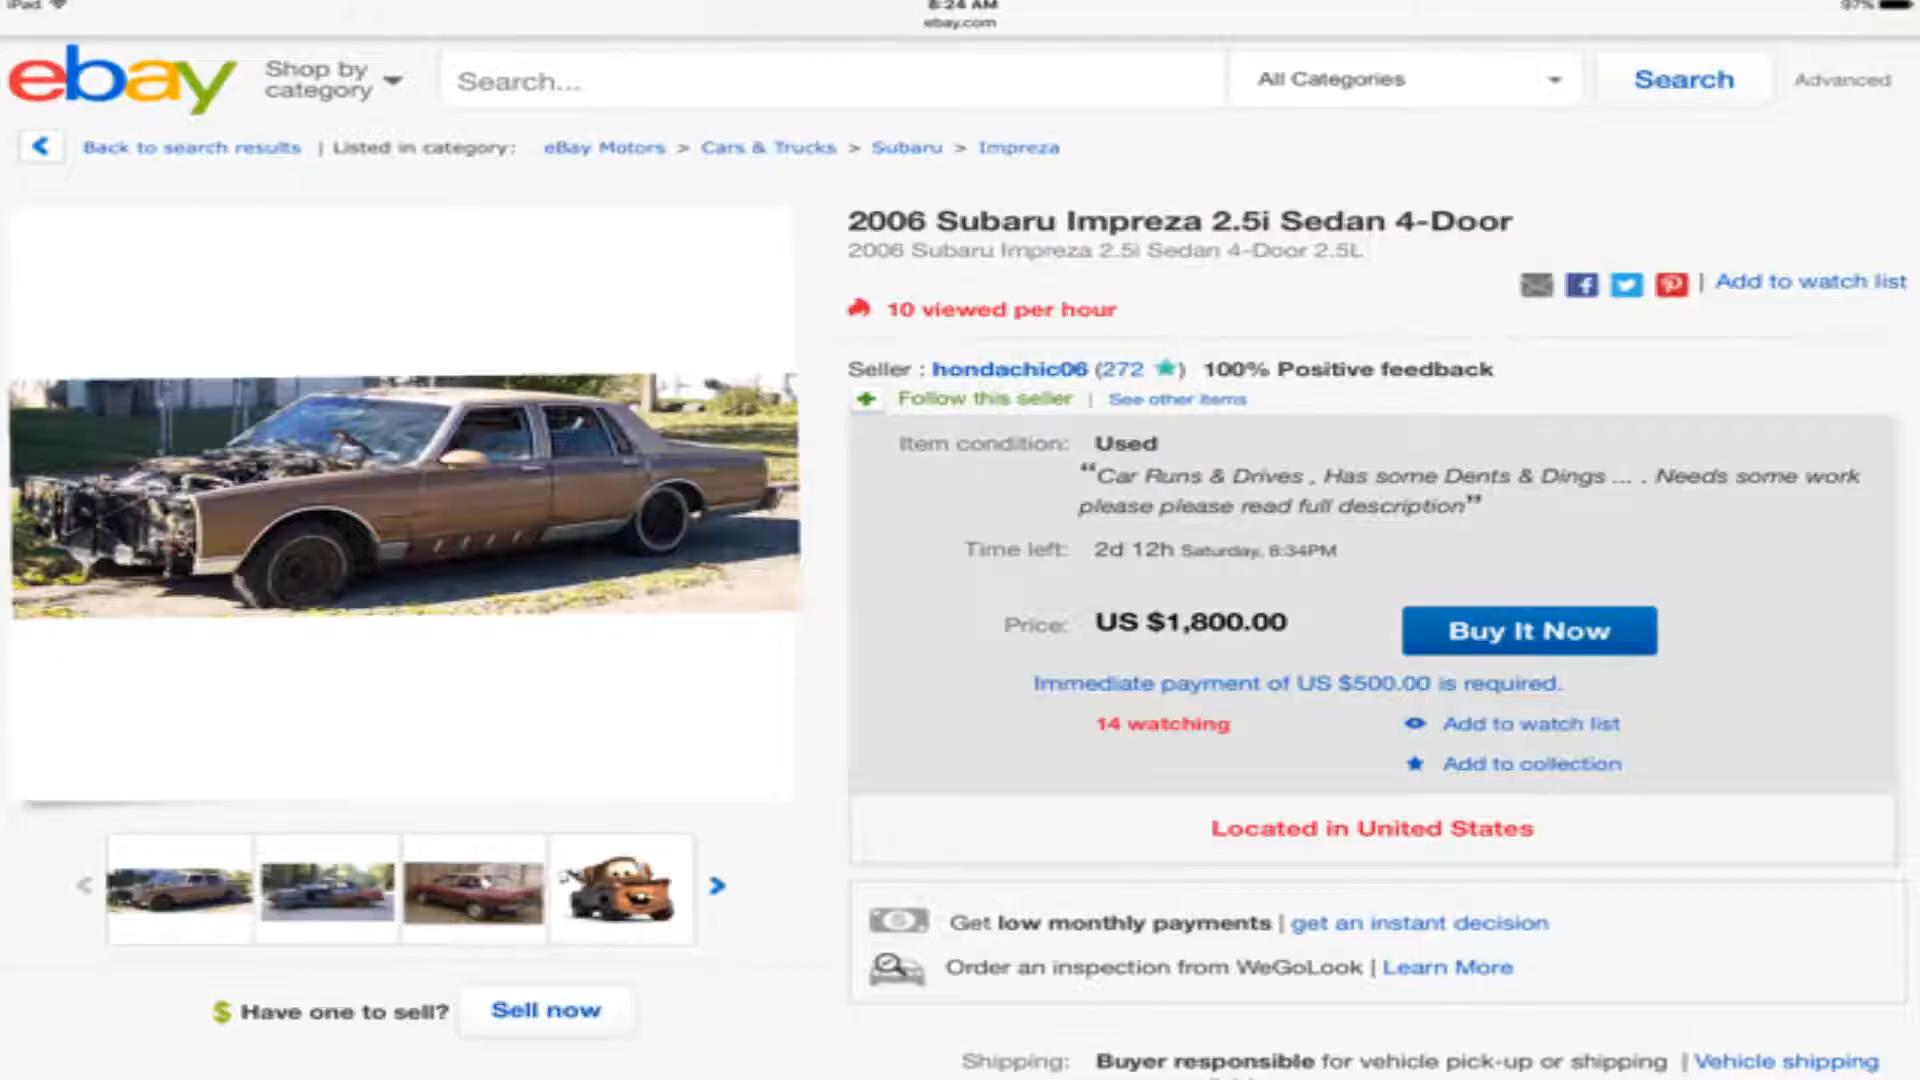 iPad
8:24 AM
97%
ebay.com
ebay
Shop by
category
Search...
All Categories
Search
Advanced
Back to search results | Listed in category: eBay Motors > Cars & Trucks > Subaru > Impreza
2006 Subaru Impreza 2.5i Sedan 4-Door
2006 Subaru Impreza 2.5i Sedan 4-Door 2.5L
| Add to watch list
10 viewed per hour
Seller : hondachic06 (272 ) 100% Positive feedback
Follow this seller | See other items
Item condition: Used
“Car Runs & Drives , Has some Dents & Dings ... . Needs some work
please please read full description”
Time left: 2d 12h Saturday, 8:34PM
Price: US $1,800.00
Buy It Now
Immediate payment of US $500.00 is required.
14 watching
Add to watch list
Add to collection
Located in United States
Get low monthly payments | get an instant decision
Order an inspection from WeGoLook | Learn More
$ Have one to sell? Sell now
Shipping: Buyer responsible for vehicle pick-up or shipping | Vehicle shipping